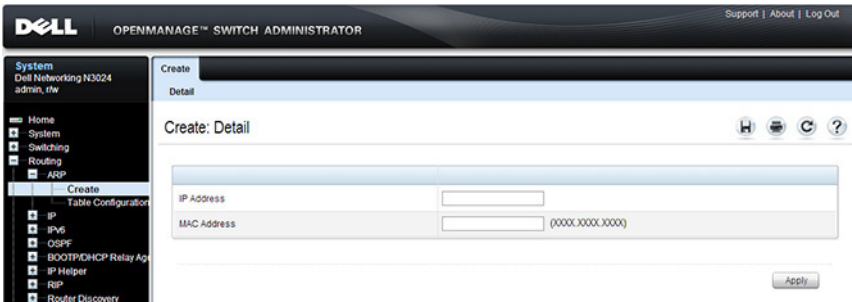 Support | About | Log Out
DELL OPENMANAGE™ SWITCH ADMINISTRATOR
System
Dell Networking N3024
admin, r/w
Home
System
Switching
Routing
ARP
Create
Table Configuration
IP
IPv6
OSPF
BOOTP/DHCP Relay Age
IP Helper
RIP
Router Discovery
Create
Detail
Create: Detail
?
IP Address
MAC Address (XXXX.XXXX.XXXX)
Apply